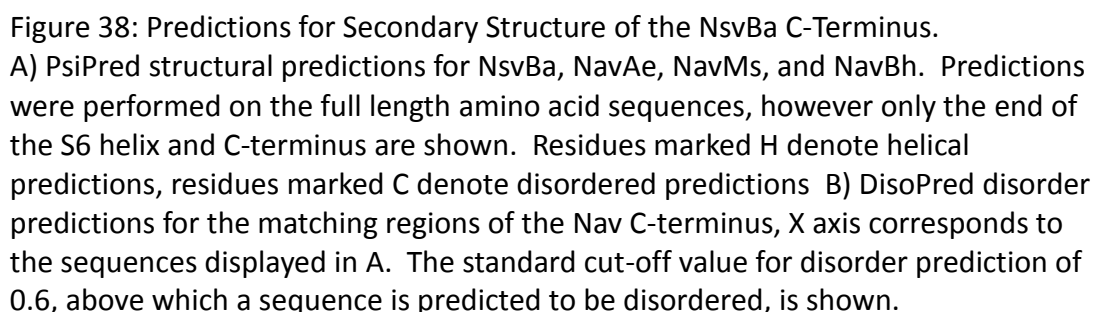 Figure 38: Predictions for Secondary Structure of the NsvBa C-Terminus.
A) PsiPred structural predictions for NsvBa, NavAe, NavMs, and NavBh.  Predictions
were performed on the full length amino acid sequences, however only the end of
the S6 helix and C-terminus are shown.  Residues marked H denote helical
predictions, residues marked C denote disordered predictions  B) DisoPred disorder
predictions for the matching regions of the Nav C-terminus, X axis corresponds to
the sequences displayed in A.  The standard cut-off value for disorder prediction of
0.6, above which a sequence is predicted to be disordered, is shown.